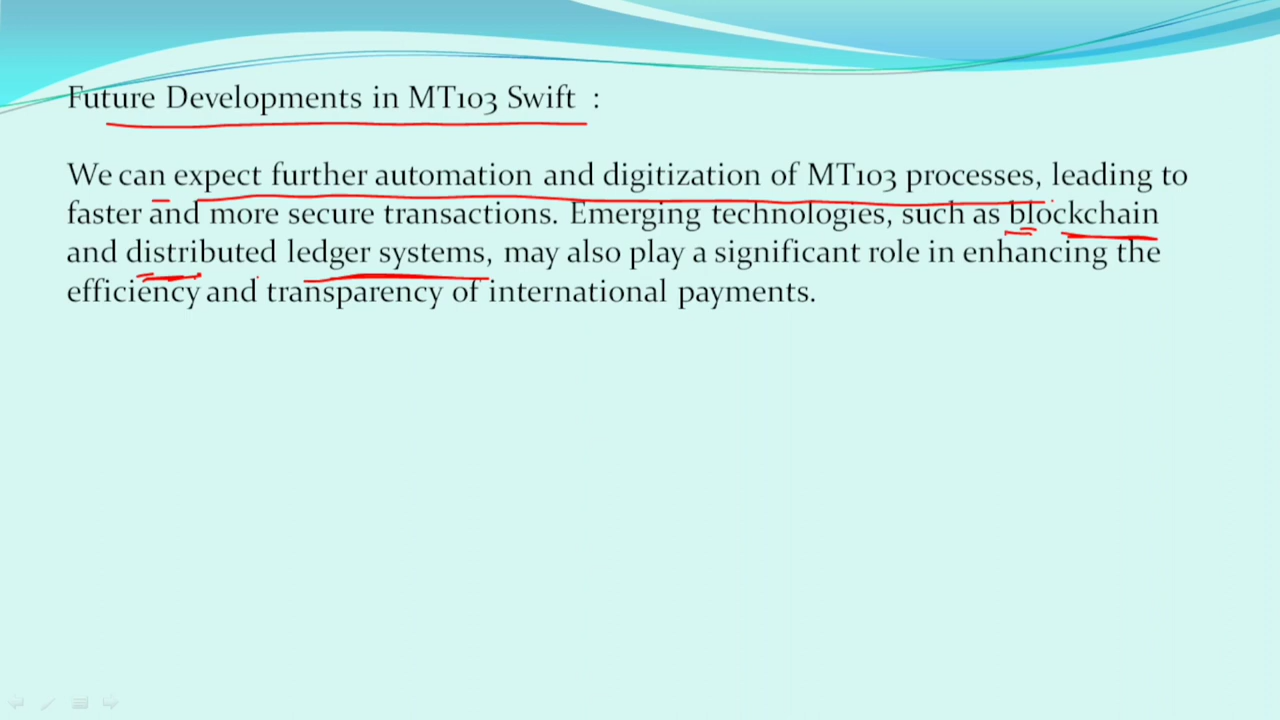 Future Developments in MT103 Swift :
We can expect further automation and digitization of MT103 processes, leading to
faster and more secure transactions. Emerging technologies, such as blockchain
and distributed ledger systems, may also play a significant role in enhancing the
efficiency and transparency of international payments.